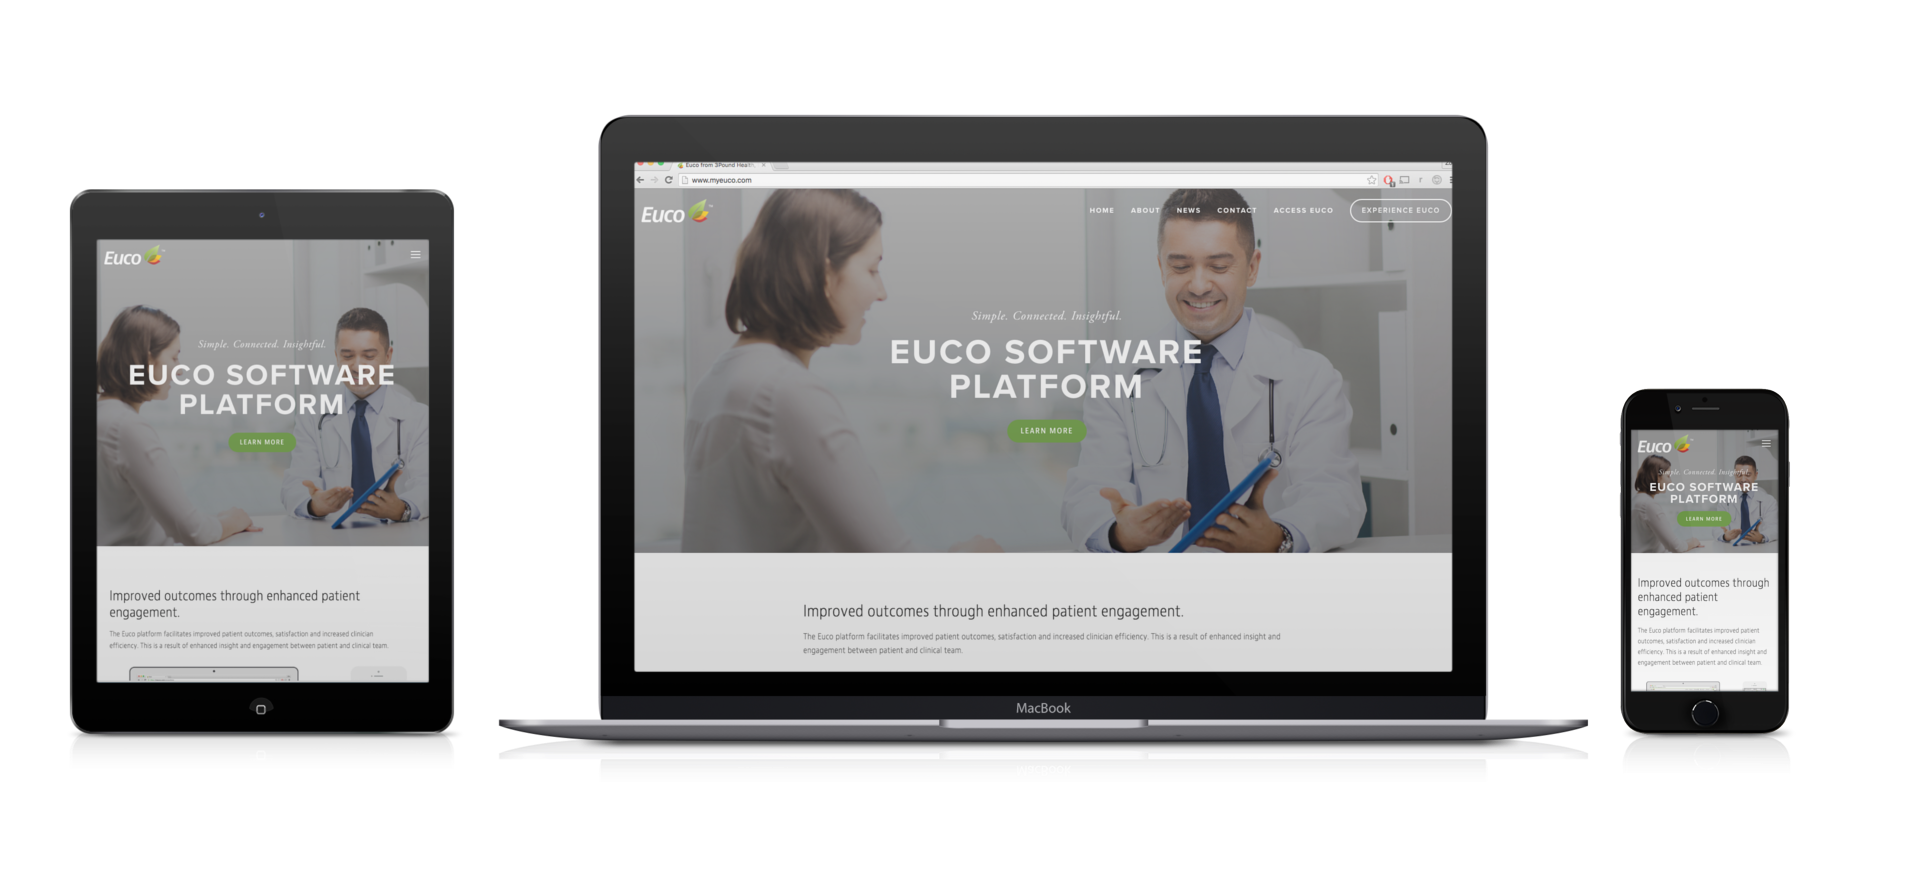 Euco
Simple. Connected. Insightful.
EUCO SOFTWARE
PLATFORM
LEARN MORE
Improved outcomes through enhanced patient
engagement.
The Euco platform facilitates improved patient outcomes, satisfaction and increased clinician
efficiency. This is a result of enhanced insight and engagement between patient and clinical team.
Euco from 3Pound Healt
www.myeuco.com
Euco
HOME ABOUT NEWS CONTACT ACCESS EUCO EXPERIENCE EUCO
Simple. Connected. Insightful.
EUCO SOFTWARE
PLATFORM
LEARN MORE
Improved outcomes through enhanced patient engagement.
The Euco platform facilitates improved patient outcomes, satisfaction and increased clinician efficiency. This is a result of enhanced insight and
engagement between patient and clinical team.
MacBook
Euco
Simple. Connected. Insightful.
EUCO SOFTWARE
PLATFORM
LEARN MORE
Improved outcomes through
enhanced patient
engagement.
The Euco platform facilitates improved patient
outcomes, satisfaction and increased clinician
efficiency. This is a result of enhanced insight and
engagement between patient and clinical team.